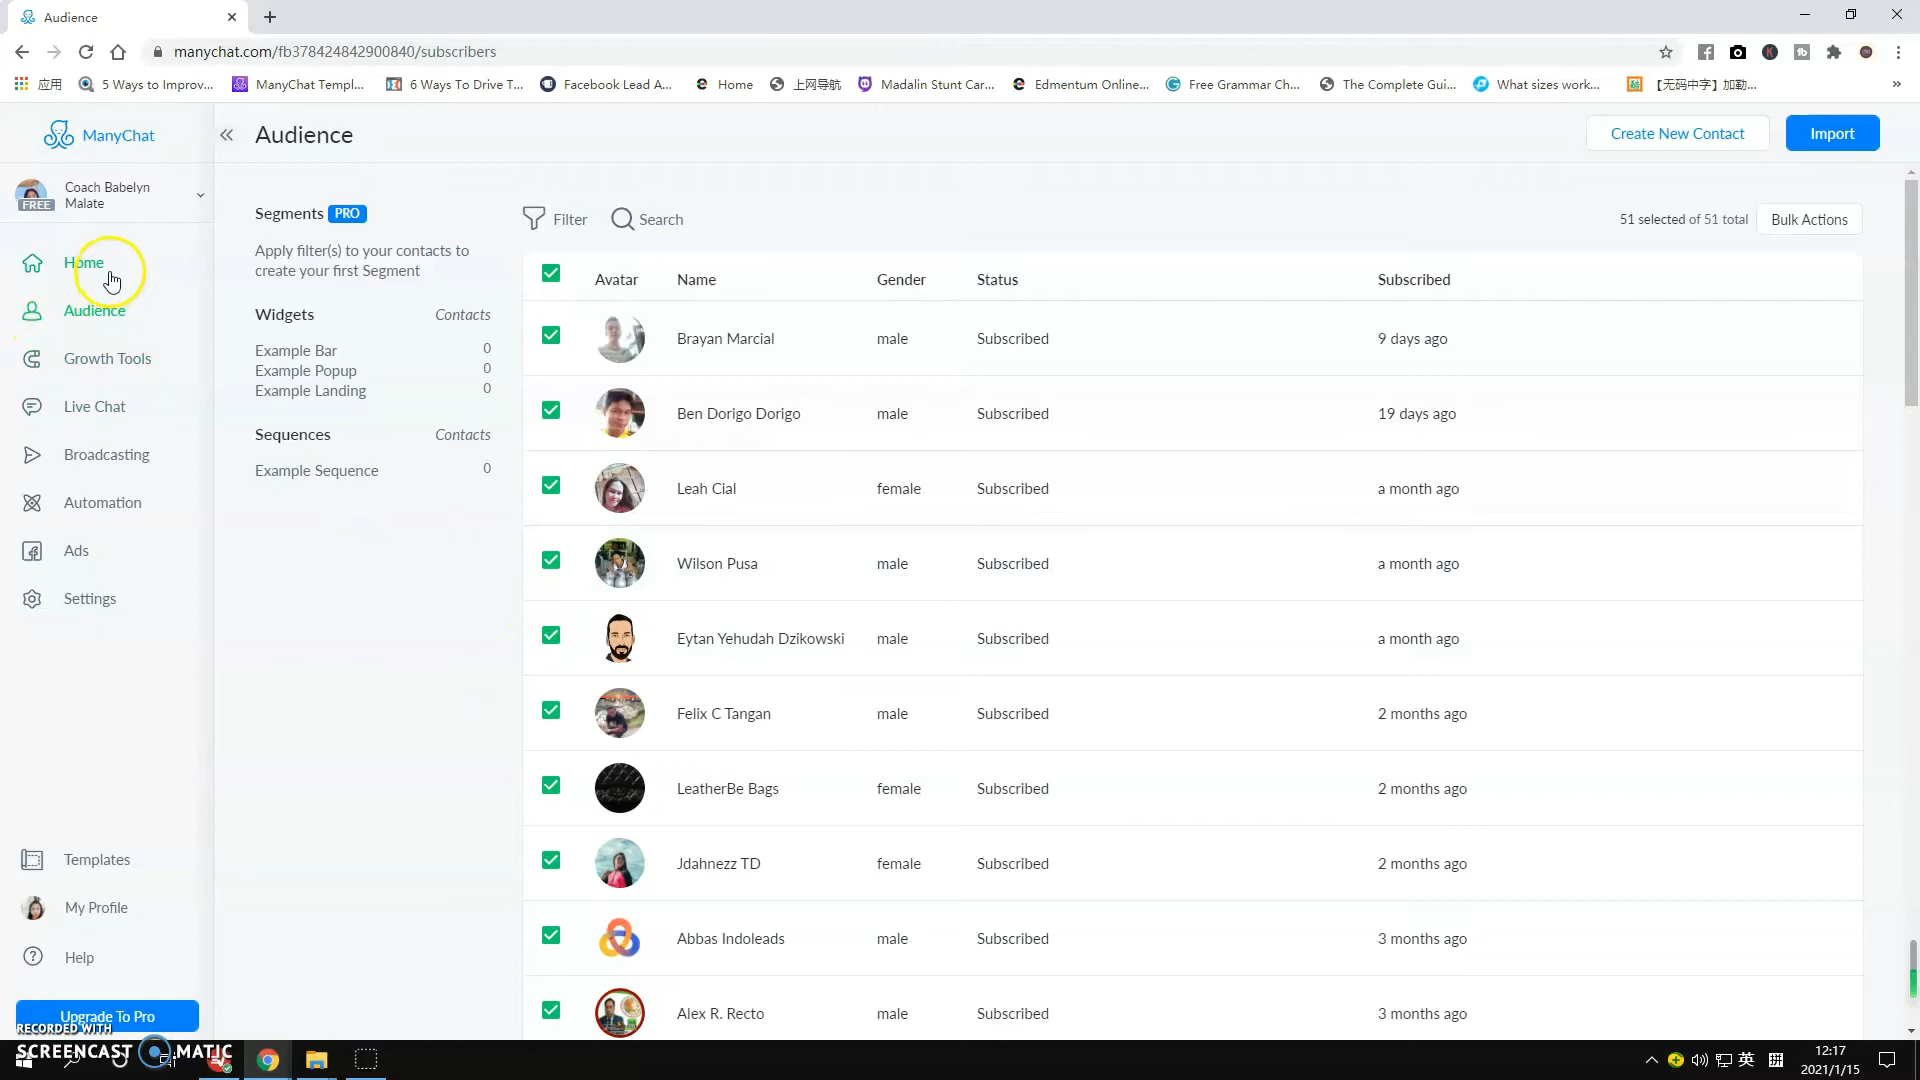 Audience
manychat.com/fb378424842900840/subscribers
应用
5 Ways to Improv...
ManyChat Templ...
6 Ways To Drive T...
Facebook Lead A...
Home
上网导航
Madalin Stunt Car...
Edmentum Online...
Free Grammar Ch...
The Complete Gui...
What sizes work...
【无码中字】加勒...
»
ManyChat
«
Audience
Create New Contact
Import
Coach Babelyn
Malate
FREE
Home
Audience
Growth Tools
Live Chat
Broadcasting
Automation
Ads
Settings
Templates
My Profile
Help
Upgrade To Pro
Segments PRO
Apply filter(s) to your contacts to
create your first Segment
Widgets Contacts
Example Bar 0
Example Popup 0
Example Landing 0
Sequences Contacts
Example Sequence 0
Filter
Search
51 selected of 51 total
Bulk Actions
Avatar Name Gender Status Subscribed
Brayan Marcial male Subscribed 9 days ago
Ben Dorigo Dorigo male Subscribed 19 days ago
Leah Cial female Subscribed a month ago
Wilson Pusa male Subscribed a month ago
Eytan Yehudah Dzikowski male Subscribed a month ago
Felix C Tangan male Subscribed 2 months ago
LeatherBe Bags female Subscribed 2 months ago
Jdahnezz TD female Subscribed 2 months ago
Abbas Indoleads male Subscribed 3 months ago
Alex R. Recto male Subscribed 3 months ago
RECORDED WITH
SCREENCAST MATIC
英
拼
12:17
2021/1/15